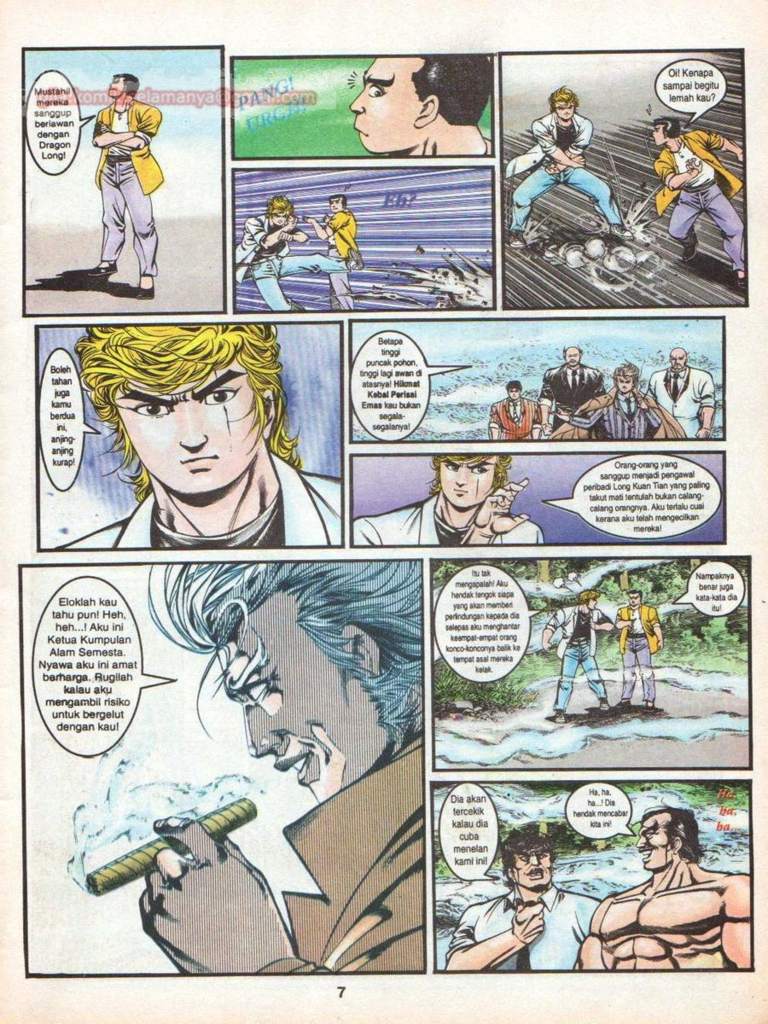 Mustahil
mereka
sanggup
berlawan
dengan
Dragon
Long!
PANG!
URGH!
Eh?
Oi! Kenapa
sampai begitu
lemah kau?
Boleh
tahan
juga
kamu
berdua
ini,
anjing-
anjing
kurap!
Betapa
tinggi
puncak pohon,
tinggi lagi awan di
atasnya! Hikmat
Kebal Perisai
Emas kau bukan
segala-
segalanya!
Orang-orang yang
sanggup menjadi pengawal
peribadi Long Kuan Tian yang paling
takut mati tentulah bukan calang-
calang orangnya. Aku terlalu cuai
kerana aku telah mengecilkan
mereka!
Eloklah kau
tahu pun! Heh,
heh...! Aku ini
Ketua Kumpulan
Alam Semesta.
Nyawa aku ini amat
berharga. Rugilah
kalau aku
mengambil risiko
untuk bergelut
dengan kau!
Itu tak
mengapalah! Aku
hendak tengok siapa
yang akan memberi
perlindungan kepada dia
selepas aku menghantar
keempat-empat orang
konco-konconya balik ke
tempat asal mereka
kelak.
Nampaknya
benar juga
kata-kata dia
itu!
Dia akan
tercekik
kalau dia
cuba
menelan
kami ini!
Ha, ha,
ha...! Dia
hendak mencabar
kita ini!
Ha,
ha,
ha..
7